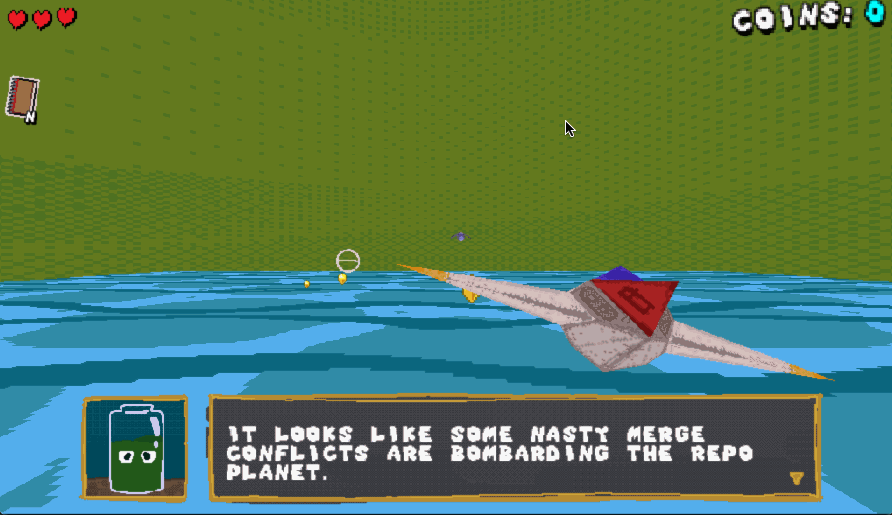 COINS: 0
N
IT LOOKS LIKE SOME NASTY MERGE
CONFLICTS ARE BOMBARDING THE REPO
PLANET.